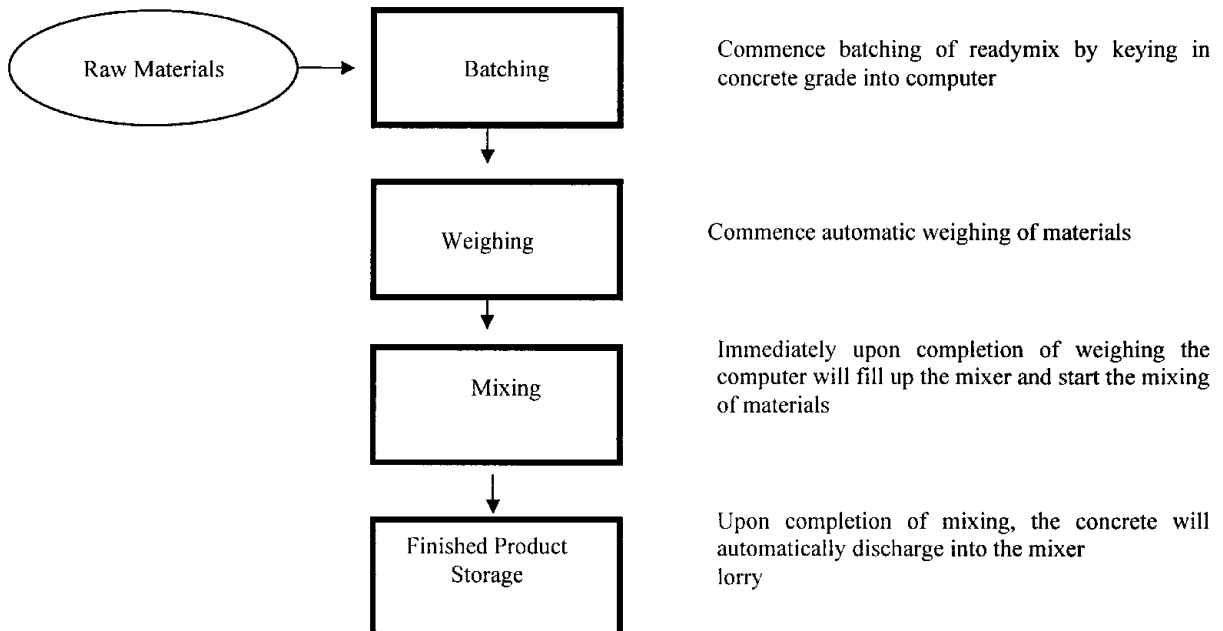 Raw Materials
Batching
Commence batching of readymix by keying in
concrete grade into computer
Weighing
Commence automatic weighing of materials
Mixing
Immediately upon completion of weighing the
computer will fill up the mixer and start the mixing
of materials
Finished Product
Storage
Upon completion of mixing, the concrete will
automatically discharge into the mixer
lorry